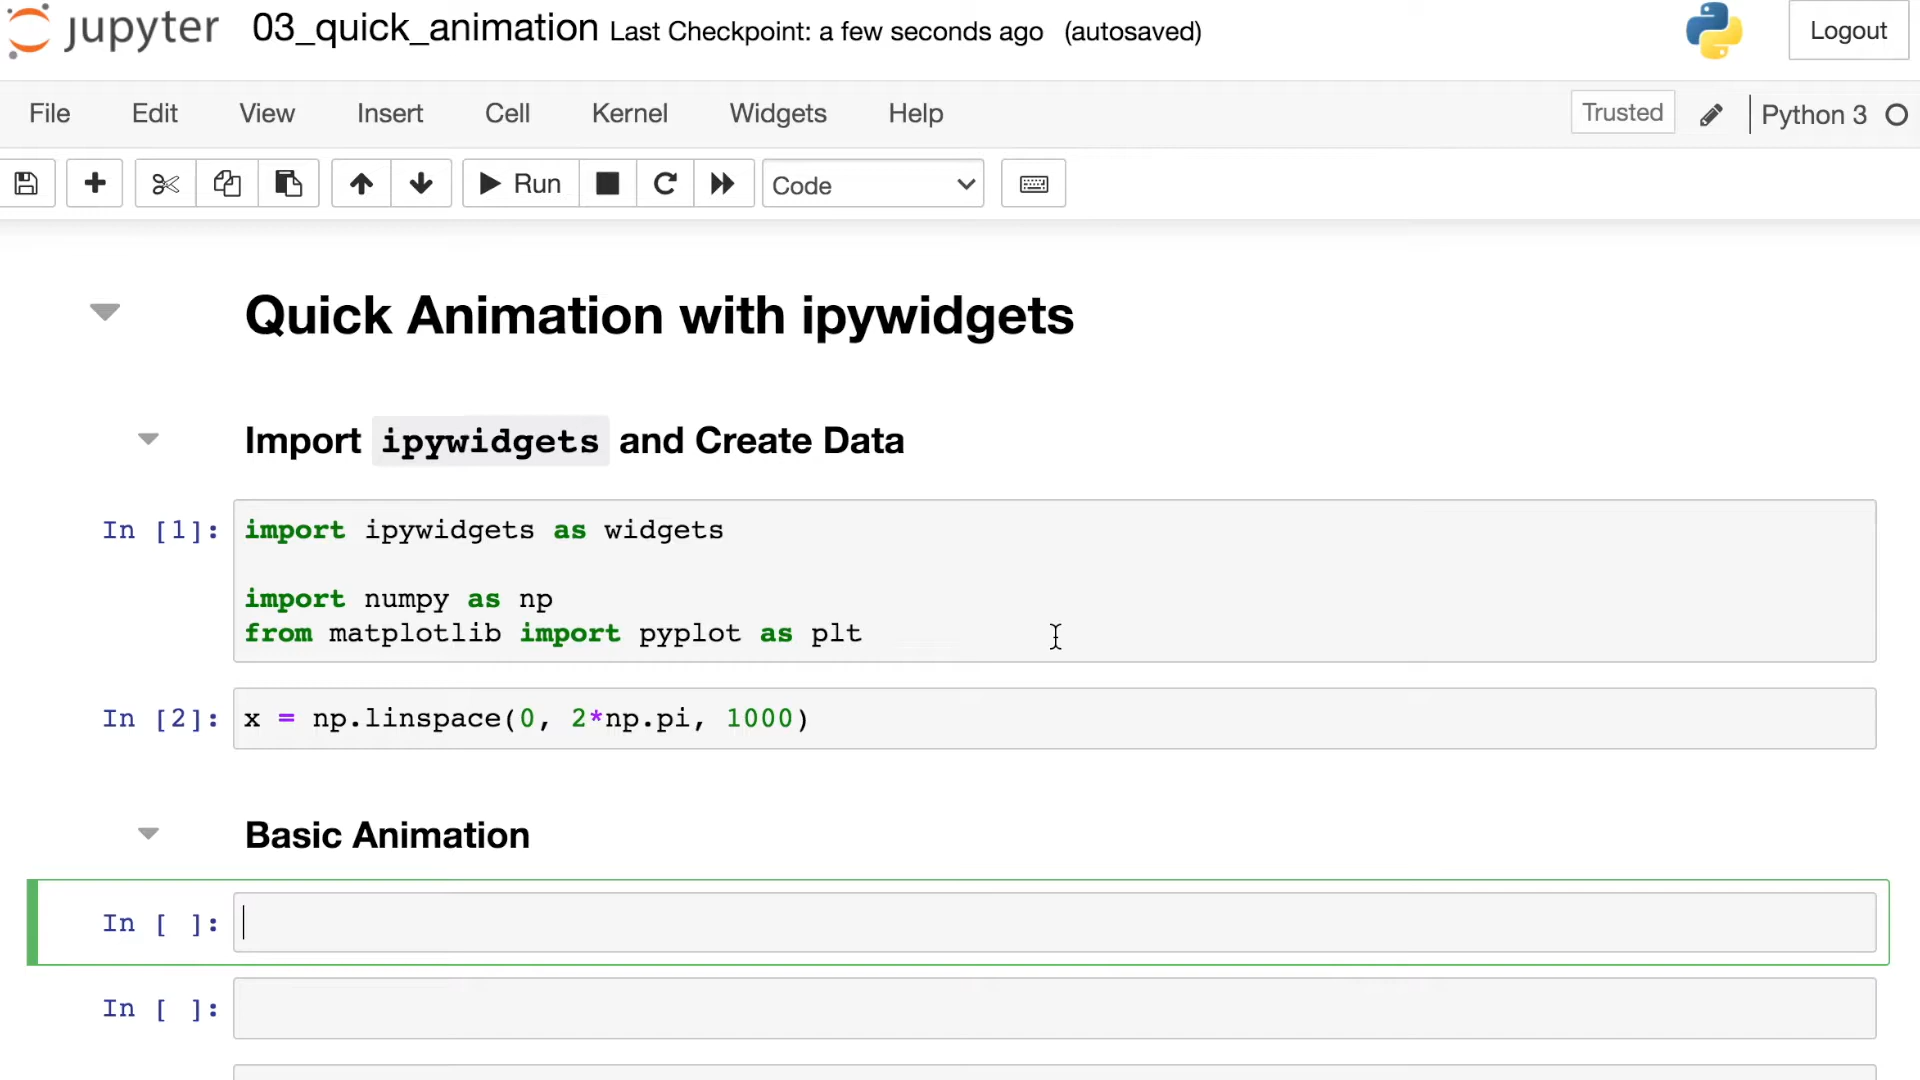 jupyter 03_quick_animation Last Checkpoint: a few seconds ago (autosaved) Logout
File Edit View Insert Cell Kernel Widgets Help Trusted Python 3
Run Code
Quick Animation with ipywidgets
Import ipywidgets and Create Data
In [1]: import ipywidgets as widgets
import numpy as np
from matplotlib import pyplot as plt
In [2]: x = np.linspace(0, 2*np.pi, 1000)
Basic Animation
In [ ]:
In [ ]: